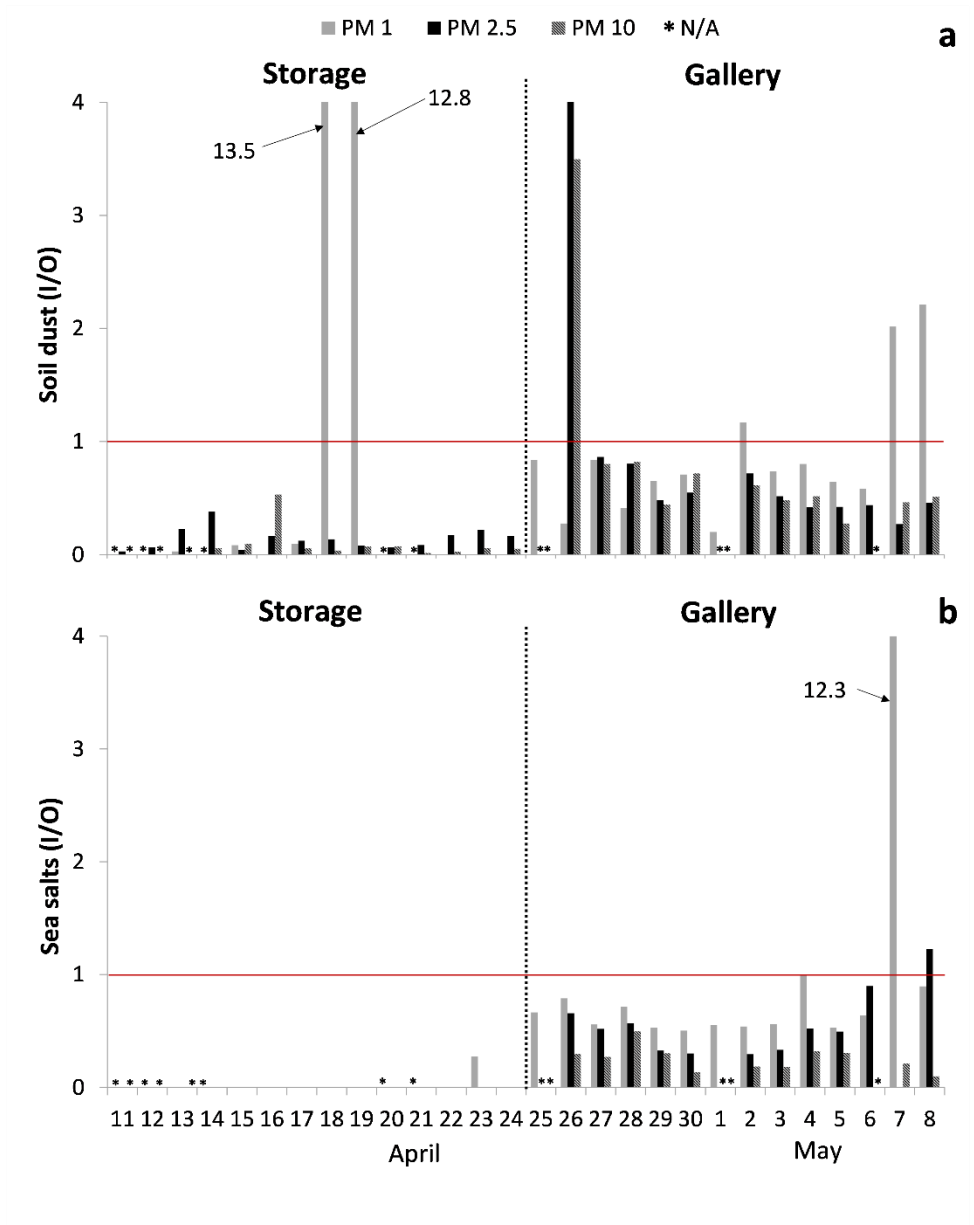 PM 1 PM 2.5 PM 10 * N/A
a
Storage Gallery
4
12.8
13.5
3
2
1
0
* * * * * * * * * * * * *
Soil dust (I/O)
Storage Gallery
b
4
12.3
3
2
1
0
* * * * * * * * * * * * *
Sea salts (I/O)
11 12 13 14 15 16 17 18 19 20 21 22 23 24 25 26 27 28 29 30 1 2 3 4 5 6 7 8
April May